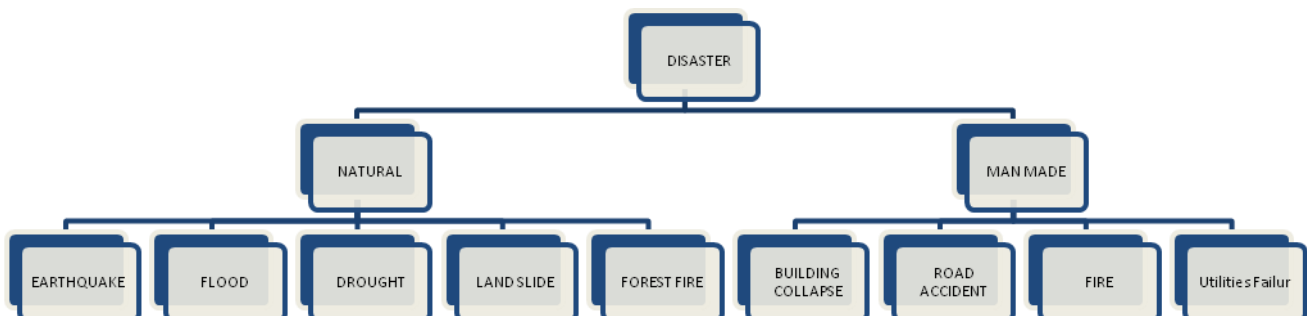 DISASTER
NATURAL
MAN MADE
EARTHQUAKE
FLOOD
DROUGHT
LAND SLIDE
FOREST FIRE
BUILDING
COLLAPSE
ROAD
ACCIDENT
FIRE
Utilities Failur